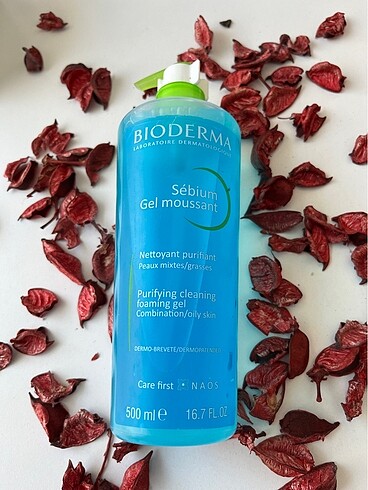 BIODERMA
LABORATOIRE DERMATOLOGIQUE
Sébium
Gel moussant
Nettoyant purifiant
Peaux mixtes/grasses
Purifying cleaning
foaming gel
Combination/oily skin
Care first NAOS
500 ml e 16.7 FL.OZ